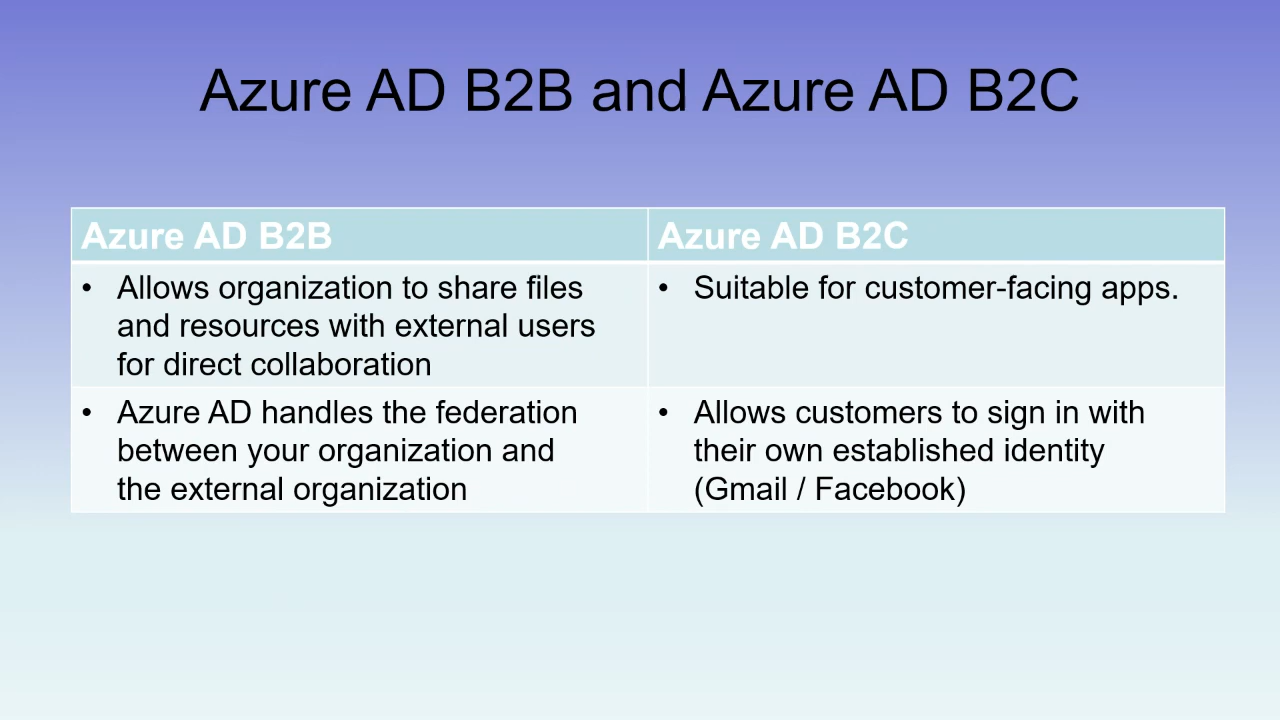 Azure AD B2B and Azure AD B2C
Azure AD B2B
Azure AD B2C
• Allows organization to share files
and resources with external users
for direct collaboration
• Suitable for customer-facing apps.
• Azure AD handles the federation
between your organization and
the external organization
• Allows customers to sign in with
their own established identity
(Gmail / Facebook)